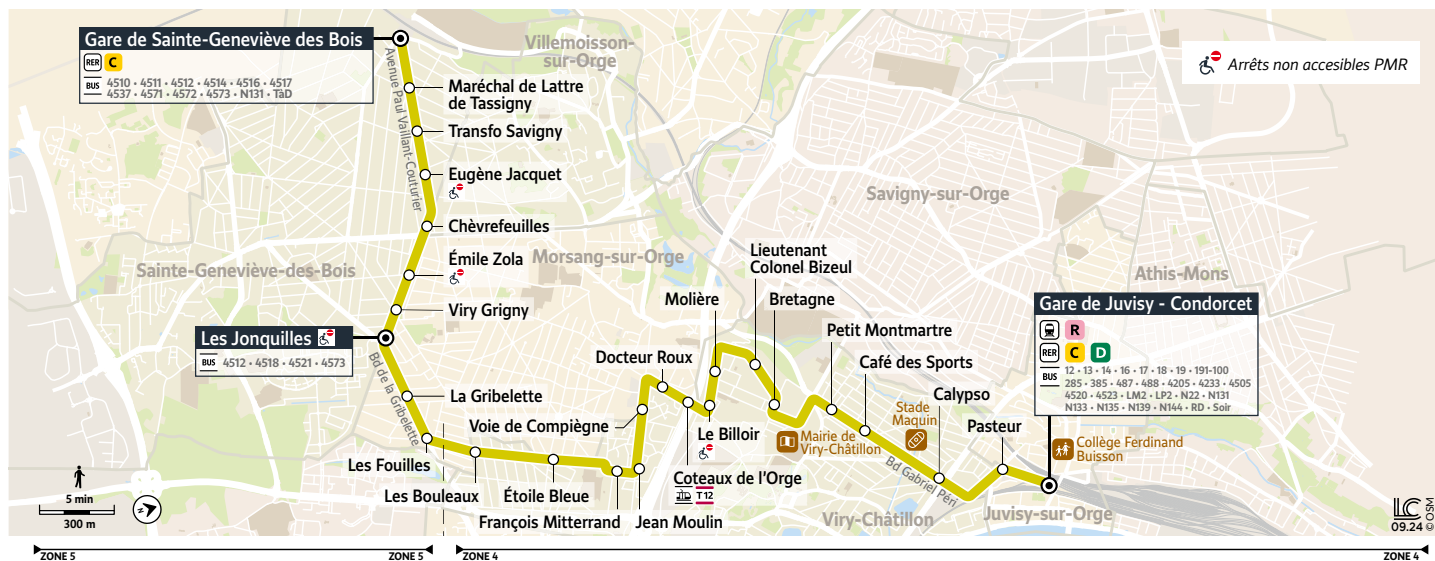 Gare de Sainte-Geneviève des Bois
RER C
BUS 4510 • 4511 • 4512 • 4514 • 4516 • 4517
4537 • 4571 • 4572 • 4573 • N131 • TàD
Avenue Paul Vaillant-Couturier
Villemoisson-
sur-Orge
Arrêts non accesibles PMR
Maréchal de Lattre
de Tassigny
Transfo Savigny
Eugène Jacquet
Chèvrefeuilles
Émile Zola
Viry Grigny
Savigny-sur-Orge
Sainte-Geneviève-des-Bois
Morsang-sur-Orge
Athis-Mons
Les Jonquilles
BUS 4512 • 4518 • 4521 • 4573
Bd de la Gribelette
La Gribelette
Les Fouilles
Les Bouleaux
Étoile Bleue
François Mitterrand
Jean Moulin
Voie de Compiègne
Docteur Roux
Coteaux de l'Orge
T12
Le Billoir
Molière
Lieutenant
Colonel Bizeul
Bretagne
Mairie de
Viry-Châtillon
Petit Montmartre
Café des Sports
Stade
Maquin
Calypso
Bd Gabriel Péri
Pasteur
Gare de Juvisy - Condorcet
R
RER C D
BUS 12 • 13 • 14 • 16 • 17 • 18 • 19 • 191-100
285 • 385 • 487 • 488 • 4205 • 4233 • 4505
4520 • 4523 • LM2 • LP2 • N22 • N131
N133 • N135 • N139 • N144 • RD • Soir
Collège Ferdinand
Buisson
Viry-Châtillon
Juvisy-sur-Orge
5 min
300 m
LC
09.24 © OSM
ZONE 5
ZONE 5
ZONE 4
ZONE 4